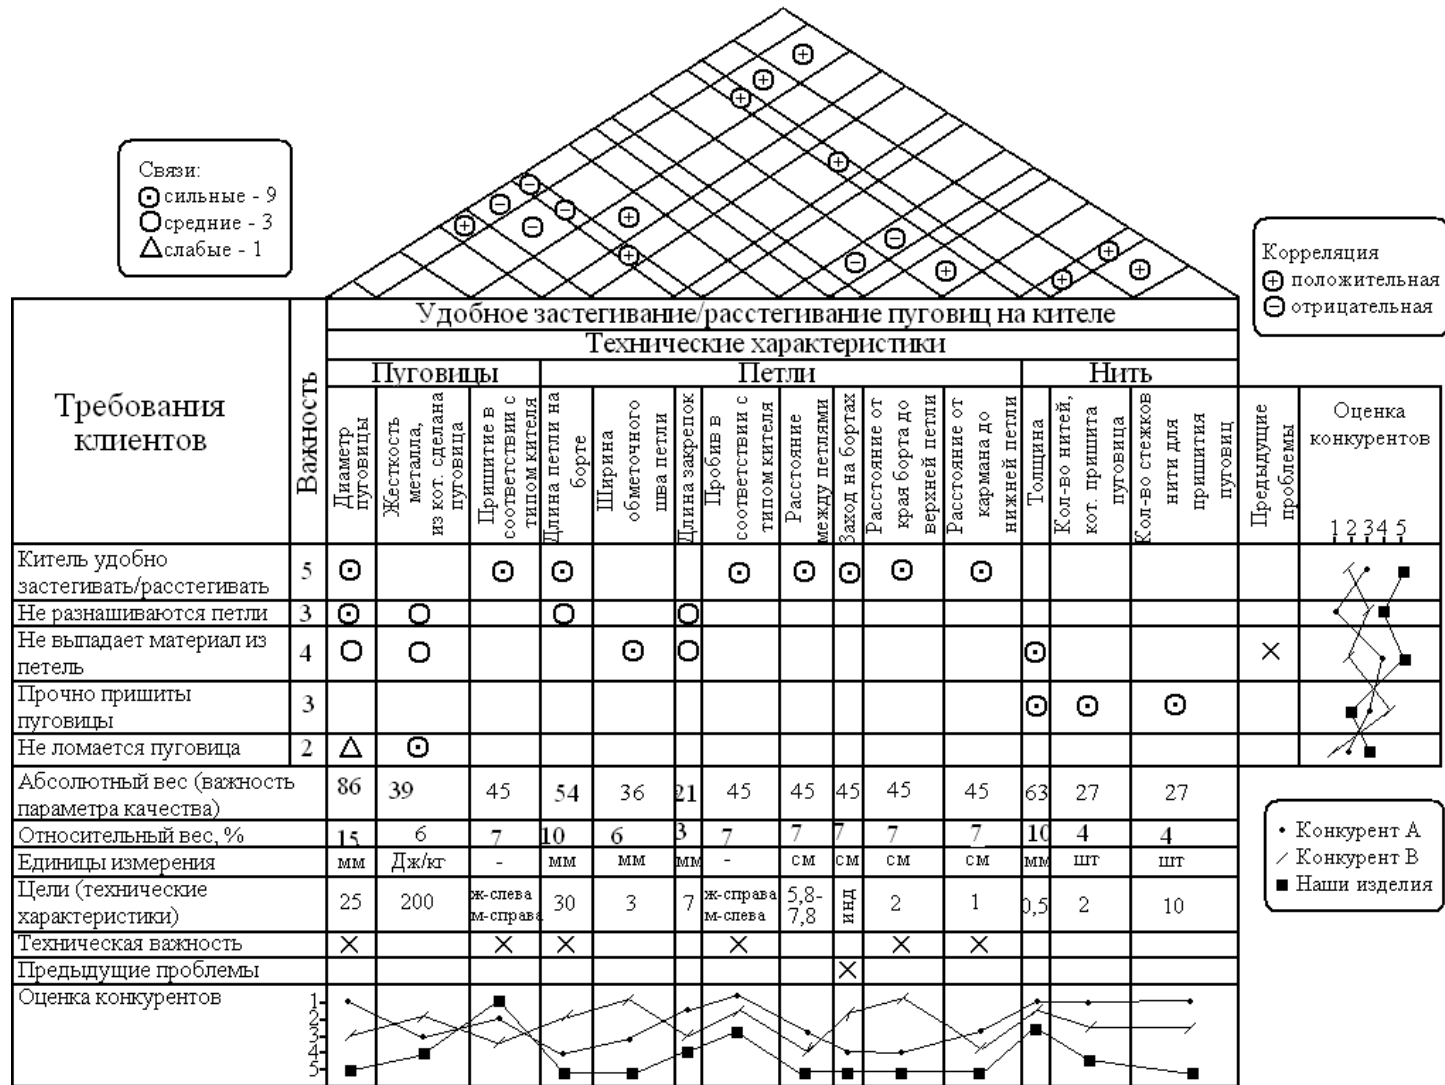 Связи:
сильные - 9
средние - 3
слабые - 1
Корреляция
положительная
отрицательная
Удобное застегивание/расстегивание пуговиц на кителе
Технические характеристики
Пуговицы
Петли
Нить
Требования
клиентов
Важность
Диаметр
пуговицы
Жесткость
металла,
из кот. сделана
пуговица
Пришитие в
соответствии с
типом кителя
Длина петли на
борте
Ширина
обметочного
шва петли
Длина закрепок
Пробив в
соответствии с
типом кителя
Расстояние
между петлями
Заход на бортах
Расстояние от
края борта до
верхней петли
Расстояние от
кармана до
нижней петли
Толщина
Кол-во нитей,
кот. пришита
пуговица
Кол-во стежков
нити для
пришития
пуговиц
Предыдущие
проблемы
Оценка
конкурентов
1 2 3 4 5
Китель удобно
застегивать/расстегивать
5
Не разнашиваются петли 3
Не выпадает материал из
петель
4
Прочно пришиты
пуговицы
3
Не ломается пуговица 2
Абсолютный вес (важность
параметра качества)
86 39 45 54 36 21 45 45 45 45 45 63 27 27
Относительный вес, % 15 6 7 10 6 3 7 7 7 7 7 10 4 4
Единицы измерения мм Дж/кг - мм мм мм - см см см см мм шт шт
Цели (технические
характеристики)
25 200 ж-слева
м-справа
30 3 7 ж-справа
м-слева
5,8-
7,8
инд 2 1 0,5 2 10
Техническая важность
Предыдущие проблемы
Оценка конкурентов
1
2
3
4
5
Конкурент А
Конкурент В
Наши изделия